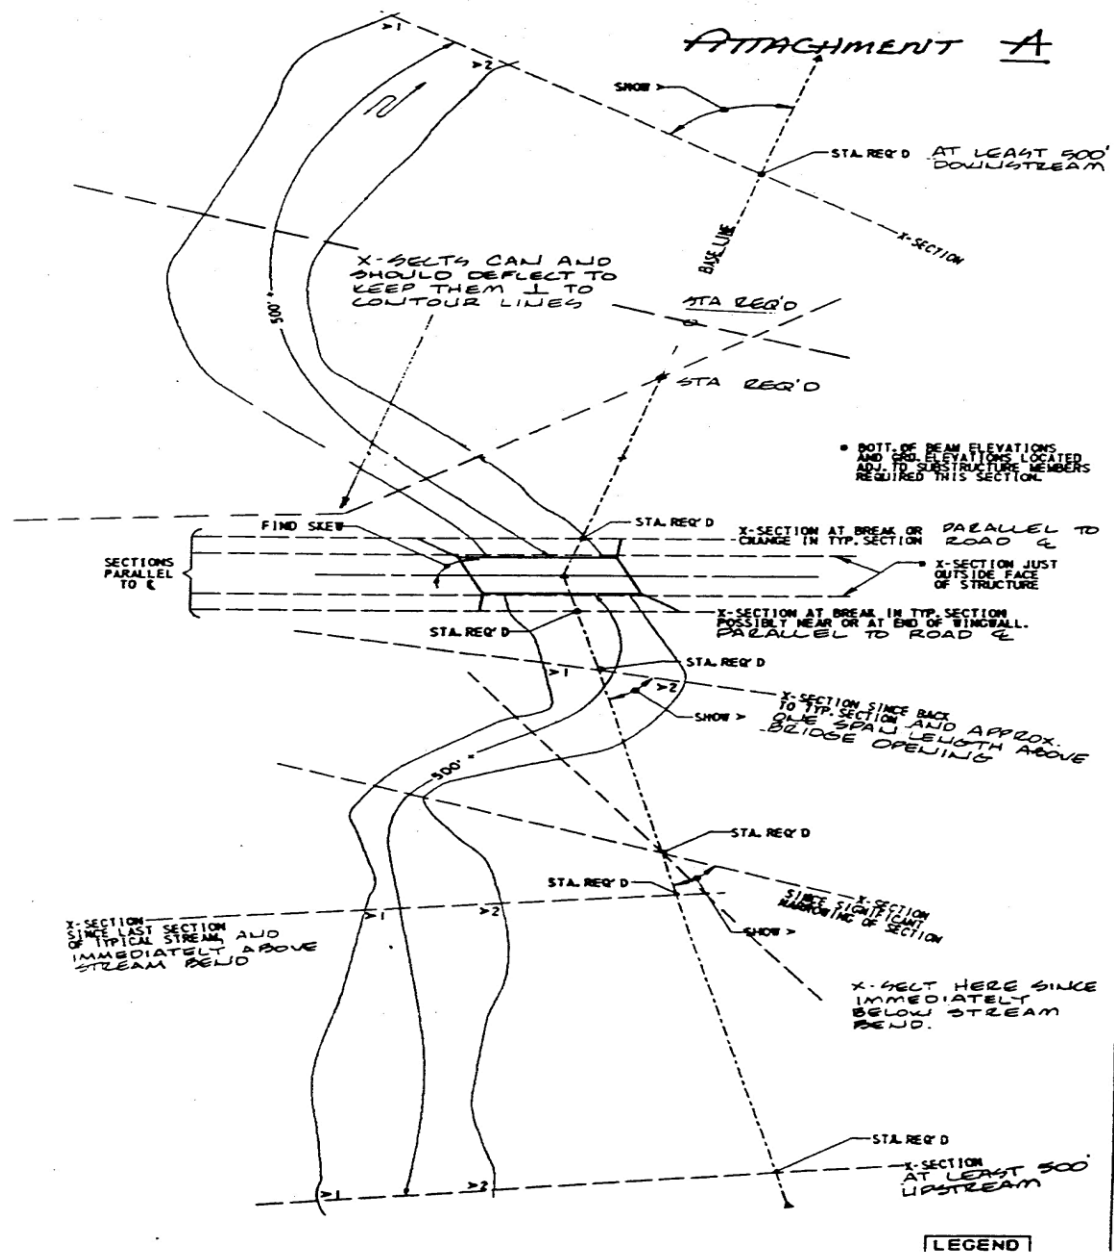 ATTACHMENT A
>1
>2
SHOW >
STA. REQ'D AT LEAST 500'
DOWNSTREAM
X-SECTION
BASE LINE
X-SECTS CAN AND
SHOULD DEFLECT TO
KEEP THEM ⊥ TO
CONTOUR LINES
500' ±
STA REQ'D
STA REQ'D
• BOTT. OF BEAM ELEVATIONS
AND GRD. ELEVATIONS LOCATED
ADJ. TO SUBSTRUCTURE MEMBERS
REQUIRED THIS SECTION.
FIND SKEW
STA. REQ'D
X-SECTION AT BREAK OR PARALLEL TO
CHANGE IN TYP. SECTION ROAD ℄
SECTIONS
PARALLEL
TO ℄
• X-SECTION JUST
OUTSIDE FACE
OF STRUCTURE
STA. REQ'D
X-SECTION AT BREAK IN TYP. SECTION
POSSIBLY NEAR OR AT END OF WINGWALL.
PARALLEL TO ROAD ℄
STA. REQ'D
>1
>2
SHOW >
X-SECTION SINCE BACK
TO TYP. SECTION AND APPROX.
ONE SPAN LENGTH ABOVE
BRIDGE OPENING
500' ±
STA. REQ'D
STA. REQ'D
X-SECTION
SINCE SIGNIFICANT
NARROWING OF SECTION
SHOW >
X-SECTION
SINCE LAST SECTION
OF TYPICAL STREAM, AND
IMMEDIATELY ABOVE
STREAM BEND
>1
>2
X-SECT HERE SINCE
IMMEDIATELY
BELOW STREAM
BEND.
STA. REQ'D
X-SECTION
AT LEAST 500'
UPSTREAM
>1
>2
LEGEND